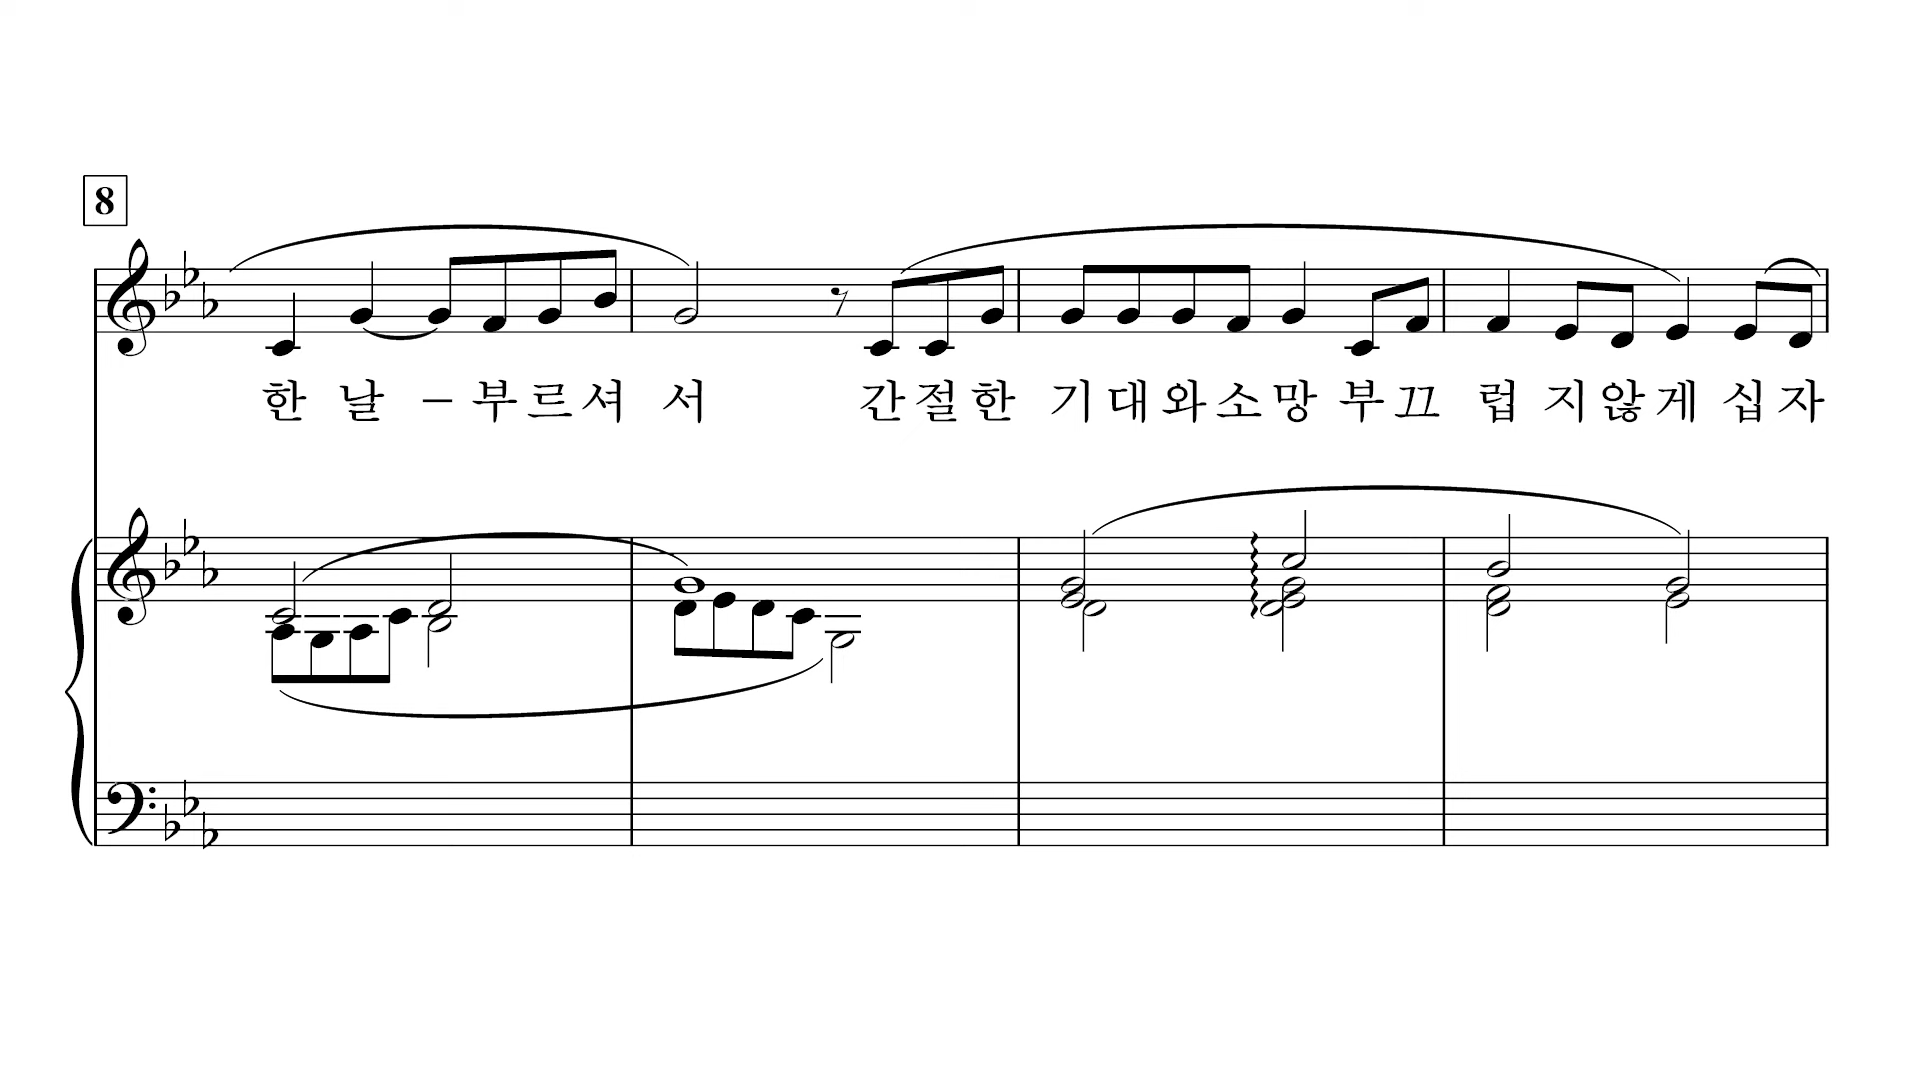 8
한 날 – 부 르 셔 서 간 절 한 기 대 와 소 망 부 끄 럽 지 않 게 십 자